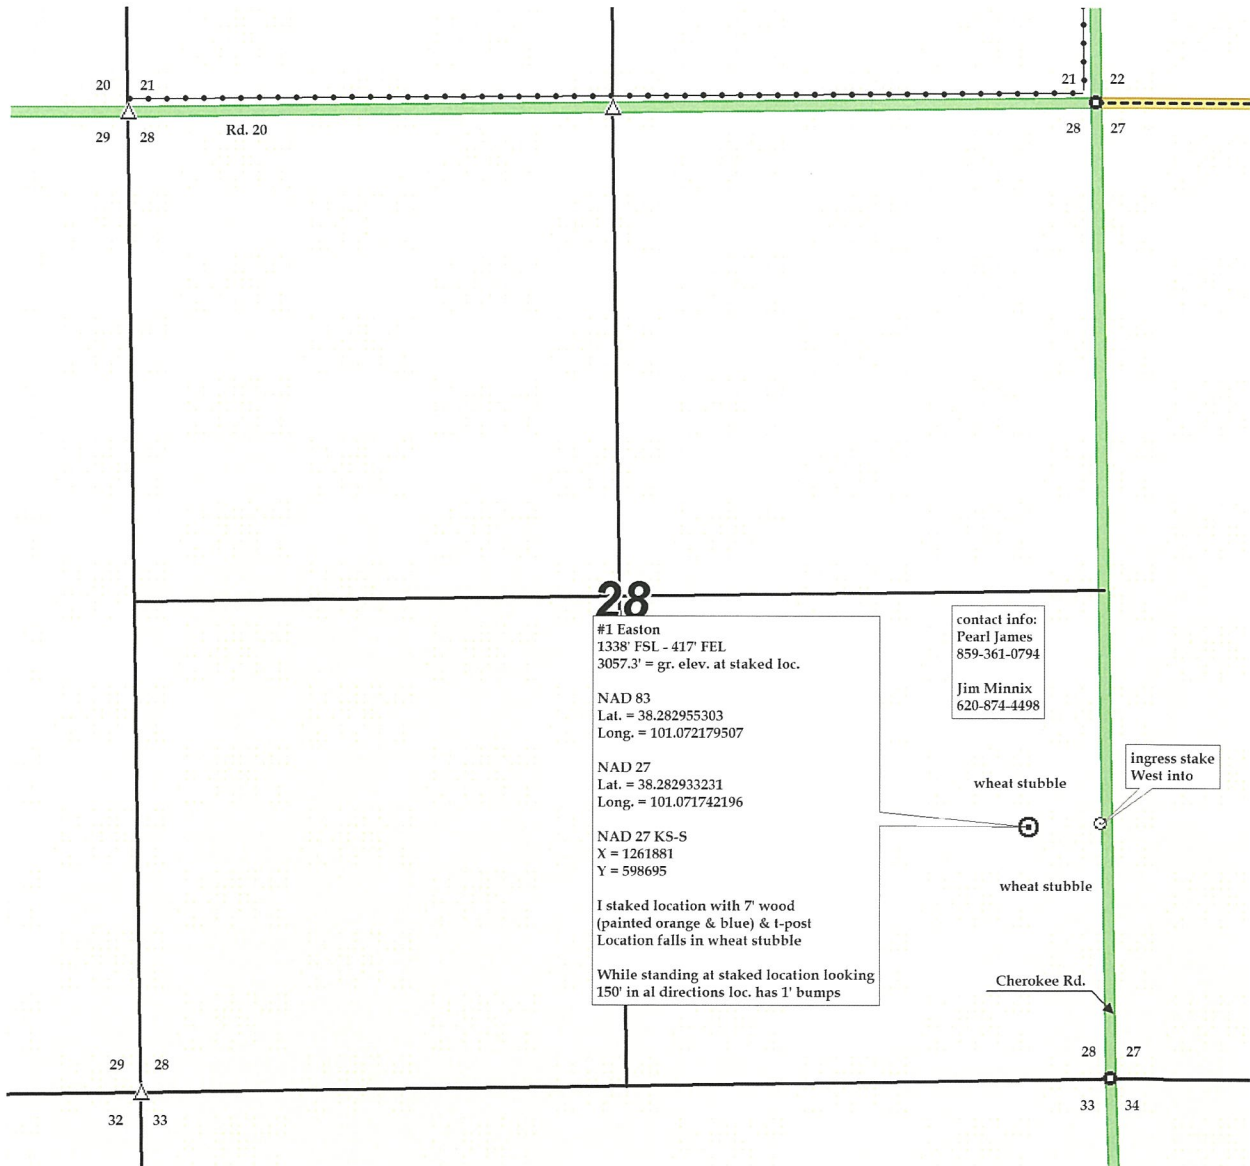 20 21
21 22
29 28
Rd. 20
28 27
28
#1 Easton
1338' FSL - 417' FEL
3057.3' = gr. elev. at staked loc.
NAD 83
Lat. = 38.282955303
Long. = 101.072179507
NAD 27
Lat. = 38.282933231
Long. = 101.071742196
NAD 27 KS-S
X = 1261881
Y = 598695
I staked location with 7' wood
(painted orange & blue) & t-post
Location falls in wheat stubble
While standing at staked location looking
150' in al directions loc. has 1' bumps
contact info:
Pearl James
859-361-0794
Jim Minnix
620-874-4498
ingress stake
West into
wheat stubble
wheat stubble
Cherokee Rd.
29 28
28 27
32 33
33 34